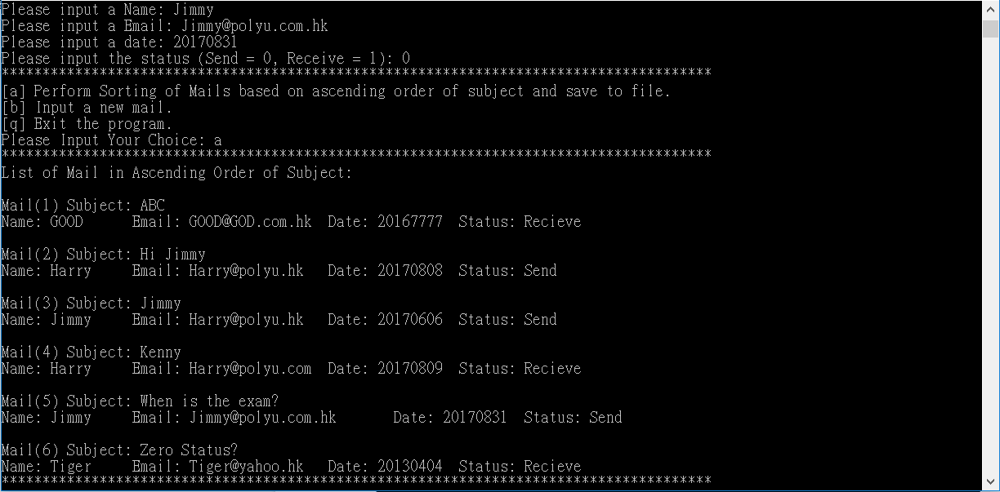 Please input a Name: Jimmy
Please input a Email: Jimmy@polyu.com.hk
Please input a date: 20170831
Please input the status (Send = 0, Receive = 1): 0
***************************************************************************************
[a] Perform Sorting of Mails based on ascending order of subject and save to file.
[b] Input a new mail.
[q] Exit the program.
Please Input Your Choice: a
***************************************************************************************
List of Mail in Ascending Order of Subject:
Mail(1) Subject: ABC
Name: GOOD Email: GOOD@GOD.com.hk Date: 20167777 Status: Recieve
Mail(2) Subject: Hi Jimmy
Name: Harry Email: Harry@polyu.hk Date: 20170808 Status: Send
Mail(3) Subject: Jimmy
Name: Jimmy Email: Harry@polyu.hk Date: 20170606 Status: Send
Mail(4) Subject: Kenny
Name: Harry Email: Harry@polyu.com Date: 20170809 Status: Recieve
Mail(5) Subject: When is the exam?
Name: Jimmy Email: Jimmy@polyu.com.hk Date: 20170831 Status: Send
Mail(6) Subject: Zero Status?
Name: Tiger Email: Tiger@yahoo.hk Date: 20130404 Status: Recieve
***************************************************************************************